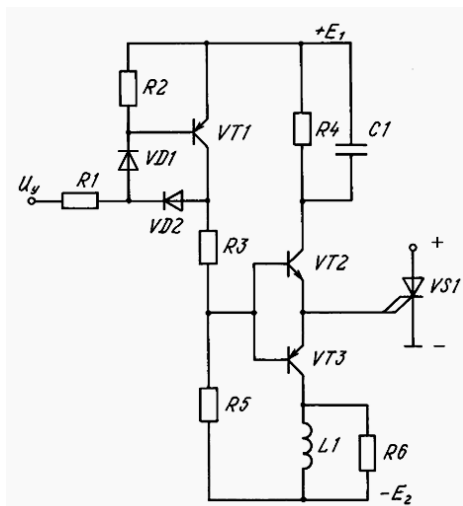 +E₁
R2
VT1
R4
C1
VD1
Uy
R1
VD2
R3
VT2
+
VS1
VT3
-
R5
L1
R6
-E₂